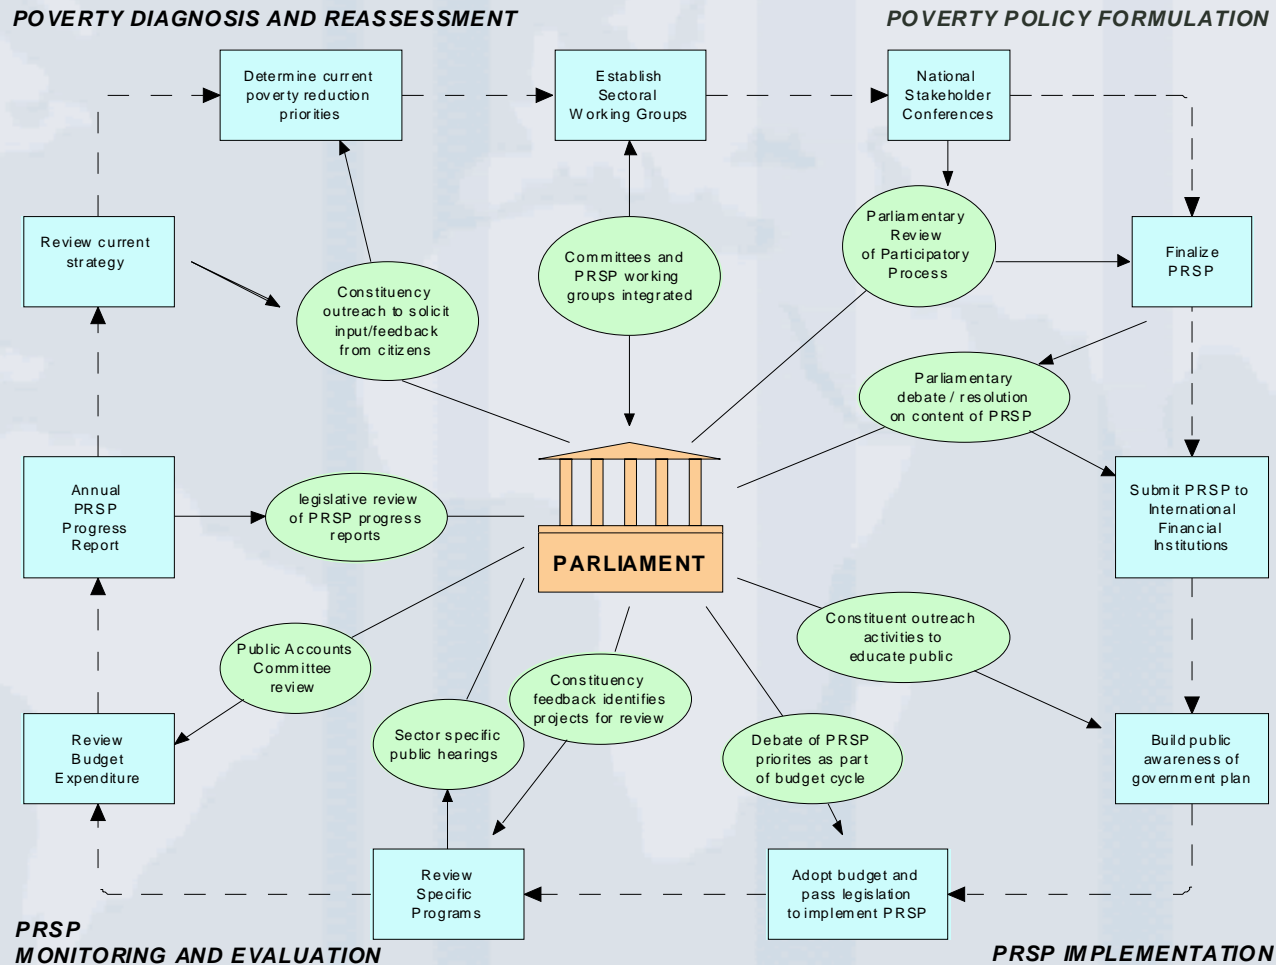 POVERTY DIAGNOSIS AND REASSESSMENT
POVERTY POLICY FORMULATION
Determine current
poverty reduction
priorities
Establish
Sectoral
Working Groups
National
Stakeholder
Conferences
Review current
strategy
Constituency
outreach to solicit
input/feedback
from citizens
Committees and
PRSP working
groups integrated
Parliamentary
Review
of Participatory
Process
Finalize
PRSP
Parliamentary
debate / resolution
on content of PRSP
Annual
PRSP
Progress
Report
legislative review
of PRSP progress
reports
PARLIAMENT
Submit PRSP to
International
Financial
Institutions
Public Accounts
Committee
review
Constituency
feedback identifies
projects for review
Constituent outreach
activities to
educate public
Review
Budget
Expenditure
Sector specific
public hearings
Debate of PRSP
priorites as part
of budget cycle
Build public
awareness of
government plan
Review
Specific
Programs
Adopt budget and
pass legislation
to implement PRSP
PRSP
MONITORING AND EVALUATION
PRSP IMPLEMENTATION